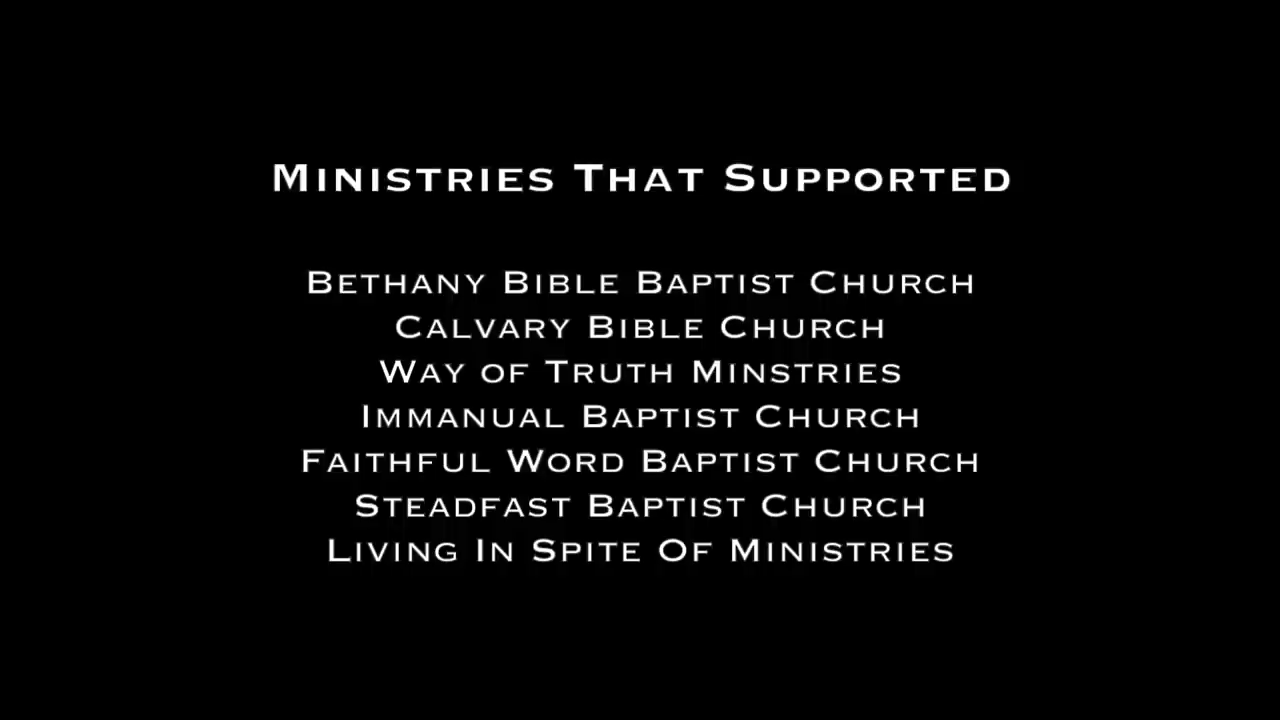 Ministries That Supported
Bethany Bible Baptist Church
Calvary Bible Church
Way of Truth Minstries
Immanual Baptist Church
Faithful Word Baptist Church
Steadfast Baptist Church
Living In Spite Of Ministries